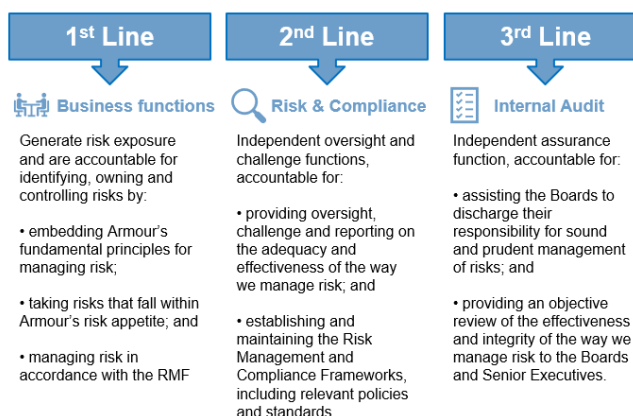 1st Line
Business functions
Generate risk exposure
and are accountable for
identifying, owning and
controlling risks by:
• embedding Armour's
fundamental principles for
managing risk;
• taking risks that fall within
Armour's risk appetite; and
• managing risk in
accordance with the RMF
2nd Line
Risk & Compliance
Independent oversight and
challenge functions,
accountable for:
• providing oversight,
challenge and reporting on
the adequacy and
effectiveness of the way
we manage risk; and
• establishing and
maintaining the Risk
Management and
Compliance Frameworks,
including relevant policies
and standards
3rd Line
Internal Audit
Independent assurance
function, accountable for:
• assisting the Boards to
discharge their
responsibility for sound
and prudent management
of risks; and
• providing an objective
review of the effectiveness
and integrity of the way we
manage risk to the Boards
and Senior Executives.